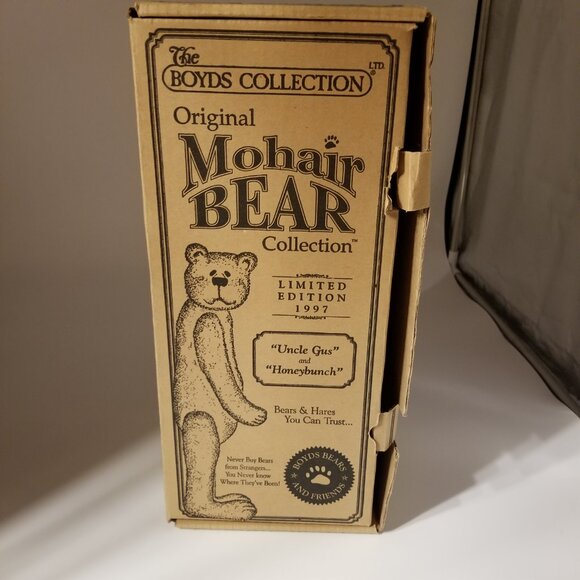 The
BOYDS COLLECTION LTD.
®
Original
Mohair
BEAR
Collection™
LIMITED
EDITION
1997
"Uncle Gus"
and
"Honeybunch"
Bears & Hares
You Can Trust...
Never Buy Bears
from Strangers...
You Never know
Where They've Been!
BOYDS BEARS
AND FRIENDS